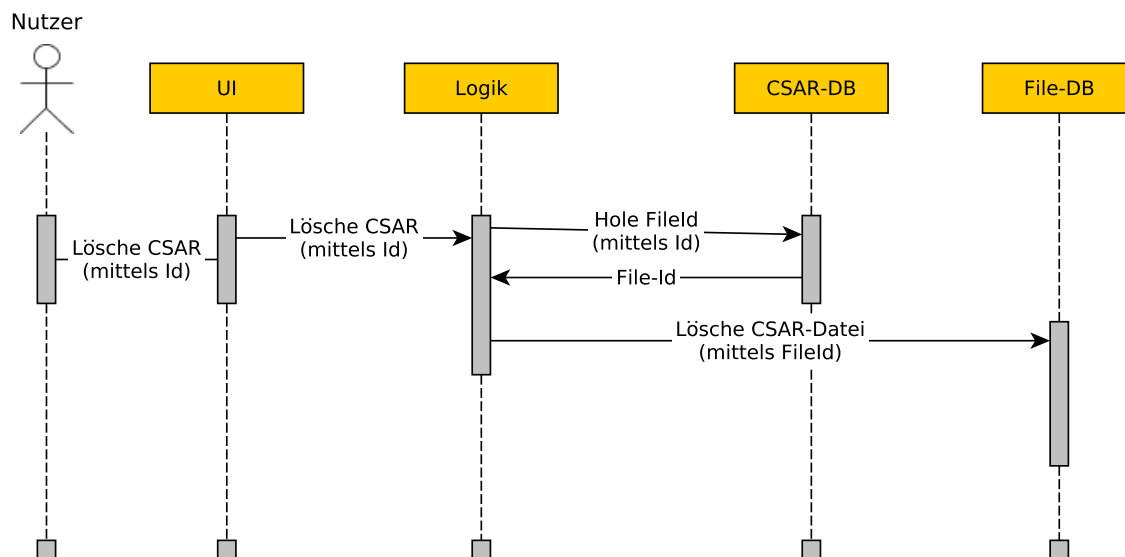 Nutzer
UI
Logik
CSAR-DB
File-DB
Lösche CSAR
(mittels Id)
Lösche CSAR
(mittels Id)
Hole FileId
(mittels Id)
File-Id
Lösche CSAR-Datei
(mittels FileId)